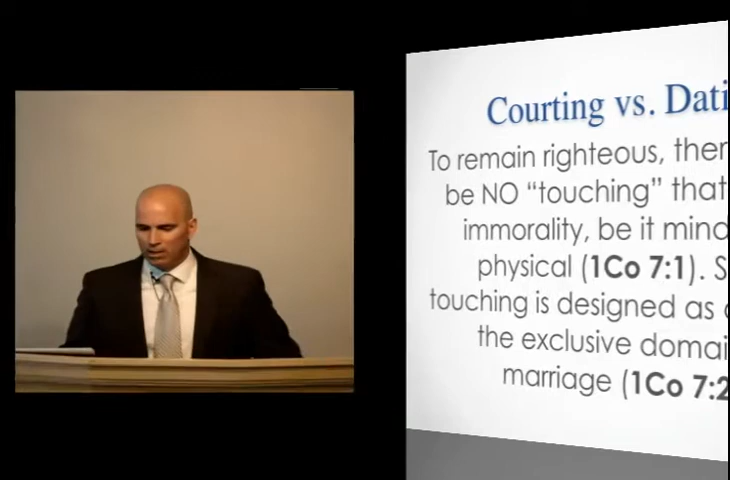 Courting vs. Dati
To remain righteous, ther
be NO “touching” that
immorality, be it mind
physical (1Co 7:1). S
touching is designed as
the exclusive domai
marriage (1Co 7:2